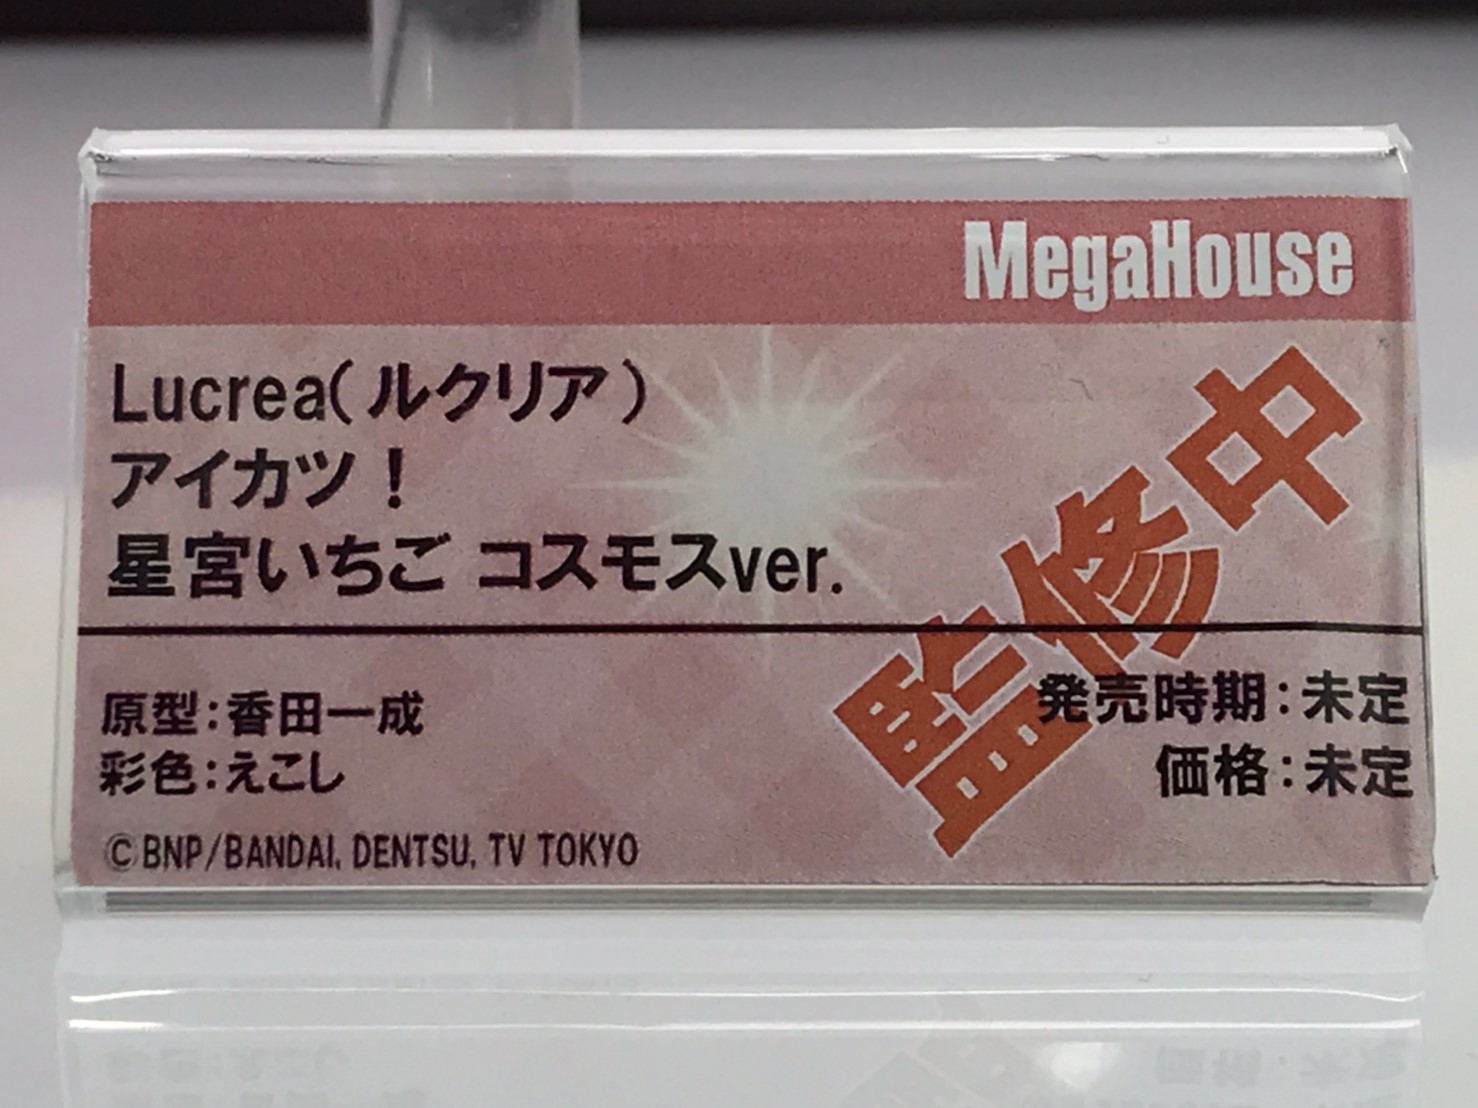 MegaHouse
Lucrea(ルクリア)
アイカツ！
星宮いちご コスモスver.
監修中
原型：香田一成
彩色：えこし
発売時期：未定
価格：未定
©BNP/BANDAI, DENTSU, TV TOKYO